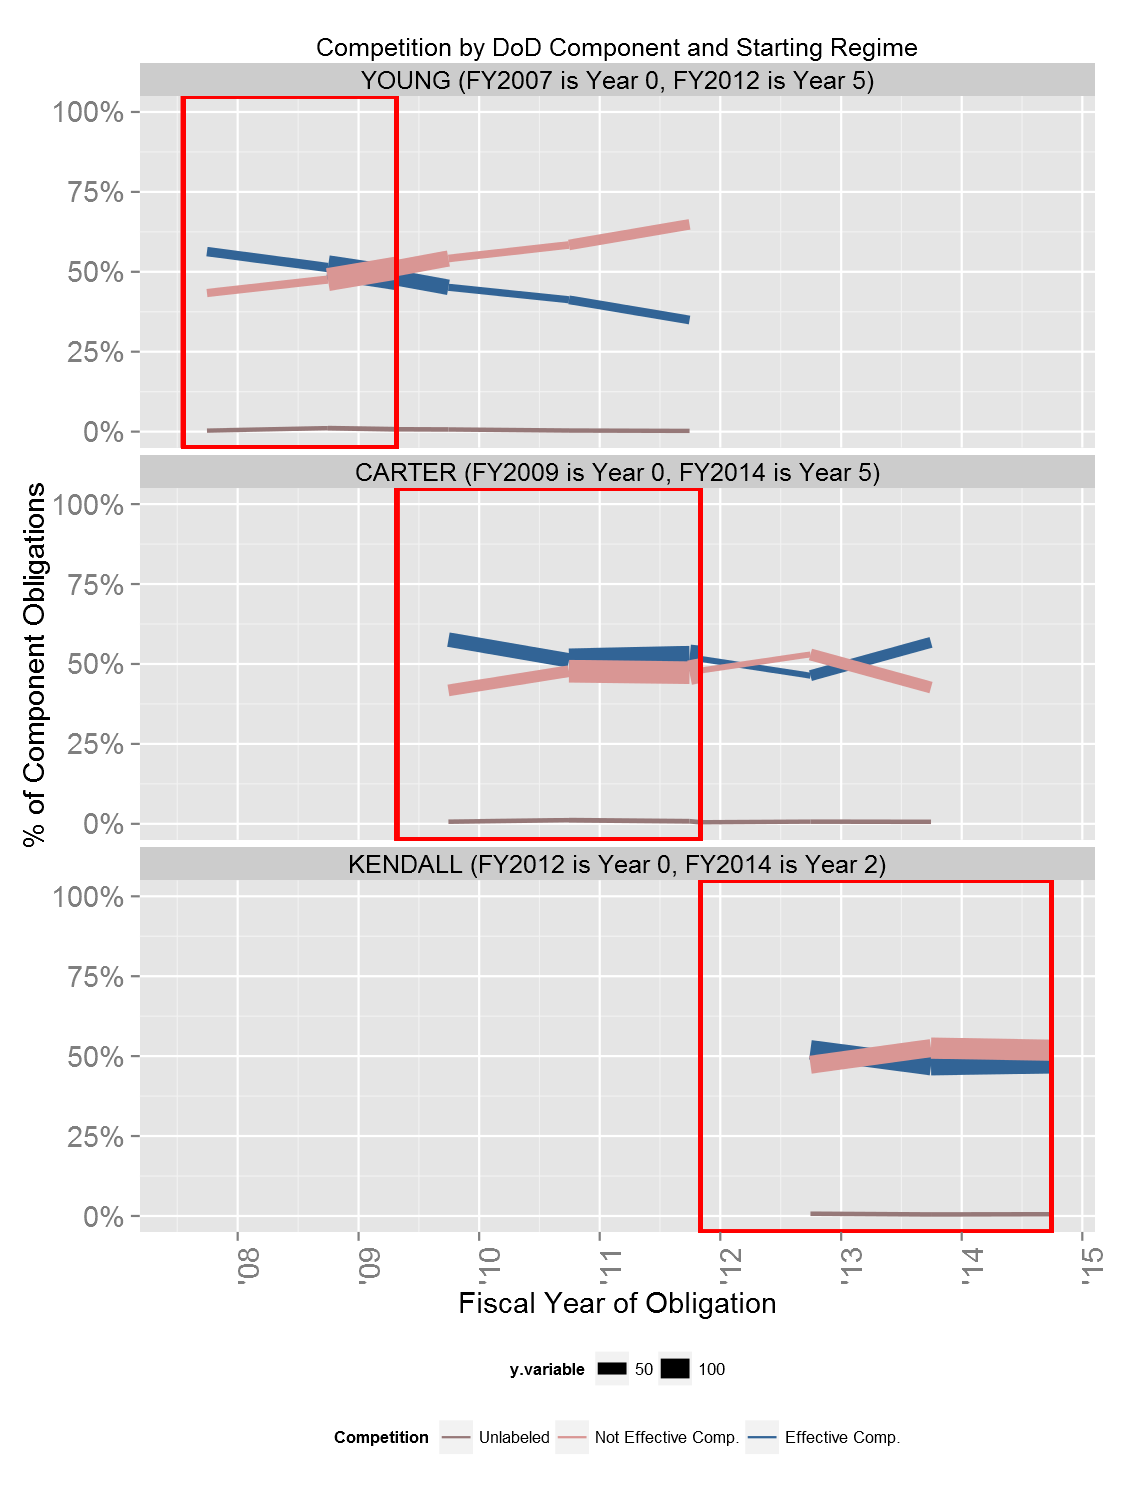 Competition by DoD Component and Starting Regime
YOUNG (FY2007 is Year 0, FY2012 is Year 5)
100%
75%
50%
25%
0%
CARTER (FY2009 is Year 0, FY2014 is Year 5)
100%
75%
50%
25%
0%
KENDALL (FY2012 is Year 0, FY2014 is Year 2)
100%
75%
50%
25%
0%
% of Component Obligations
'08
'09
'10
'11
'12
'13
'14
'15
Fiscal Year of Obligation
y.variable 50 100
Competition Unlabeled Not Effective Comp. Effective Comp.